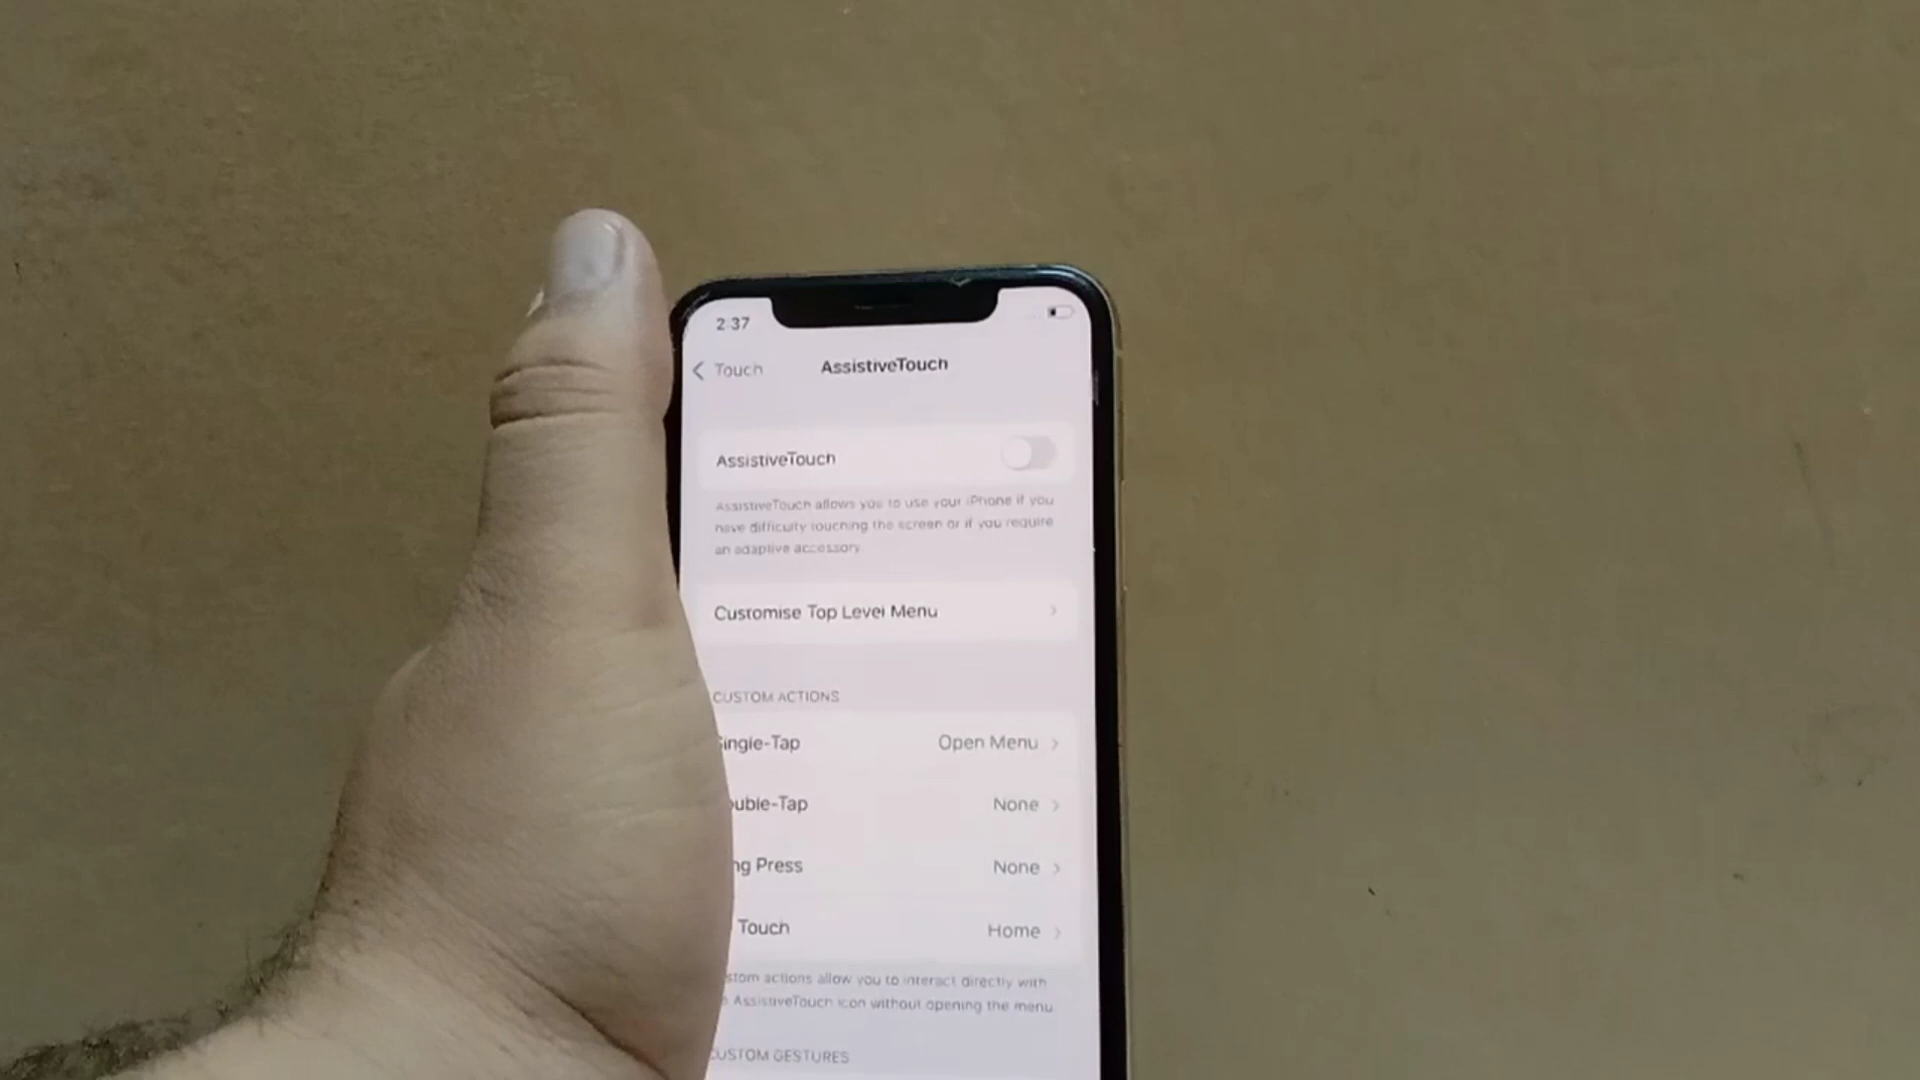 2:37
Touch
AssistiveTouch
AssistiveTouch
AssistiveTouch allows you to use your iPhone if you
have difficulty touching the screen or if you require
an adaptive accessory.
Customise Top Level Menu
CUSTOM ACTIONS
ingle-Tap Open Menu
uble-Tap None
ng Press None
Touch Home
stom actions allow you to interact directly with
AssistiveTouch icon without opening the menu
CUSTOM GESTURES